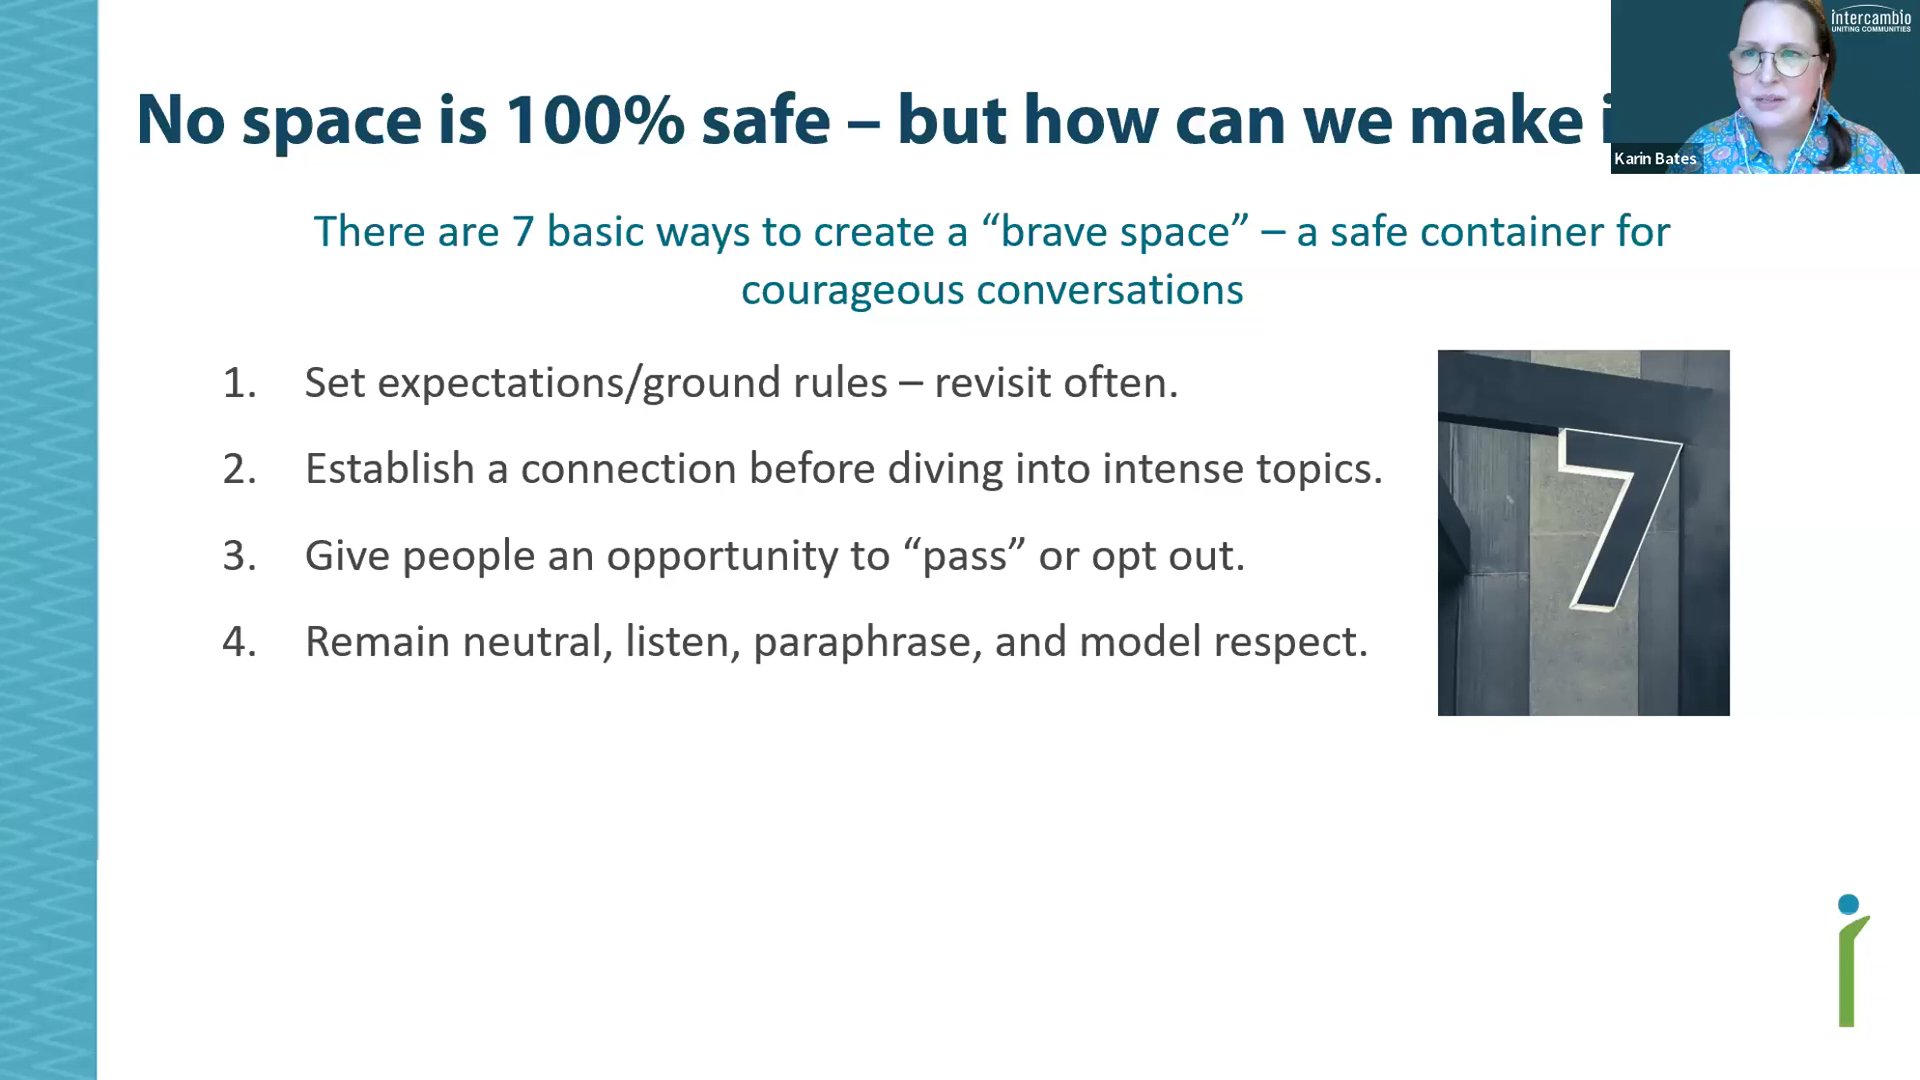 No space is 100% safe – but how can we make i
intercambio
UNITING COMMUNITIES
Karin Bates
There are 7 basic ways to create a “brave space” – a safe container for
courageous conversations
1. Set expectations/ground rules – revisit often.
2. Establish a connection before diving into intense topics.
3. Give people an opportunity to “pass” or opt out.
4. Remain neutral, listen, paraphrase, and model respect.
7